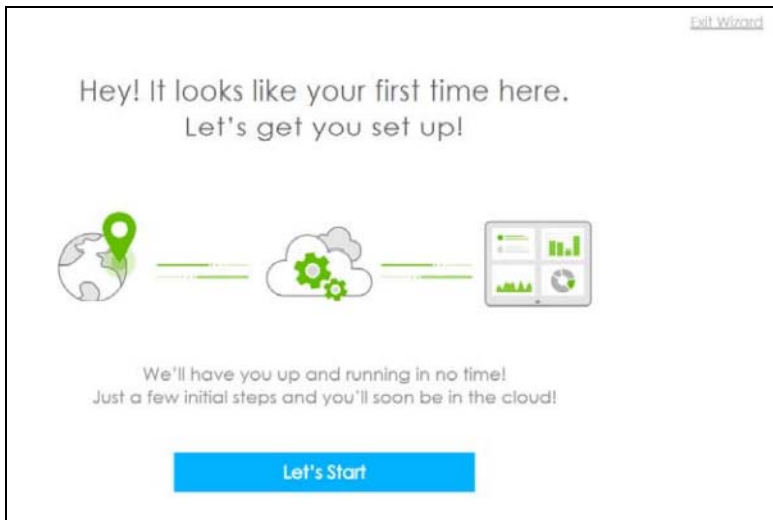 Exit Wizard
Hey! It looks like your first time here.
Let's get you set up!
We'll have you up and running in no time!
Just a few initial steps and you'll soon be in the cloud!
Let's Start